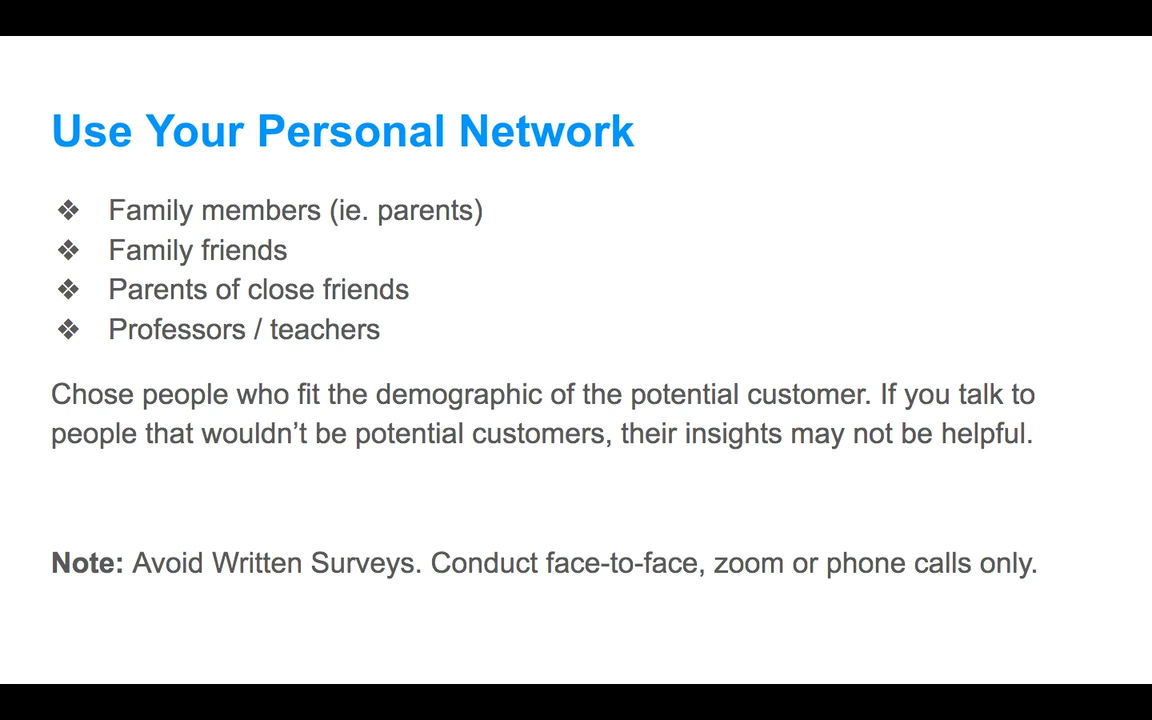 Use Your Personal Network
❖ Family members (ie. parents)
❖ Family friends
❖ Parents of close friends
❖ Professors / teachers
Chose people who fit the demographic of the potential customer. If you talk to
people that wouldn’t be potential customers, their insights may not be helpful.
Note: Avoid Written Surveys. Conduct face-to-face, zoom or phone calls only.